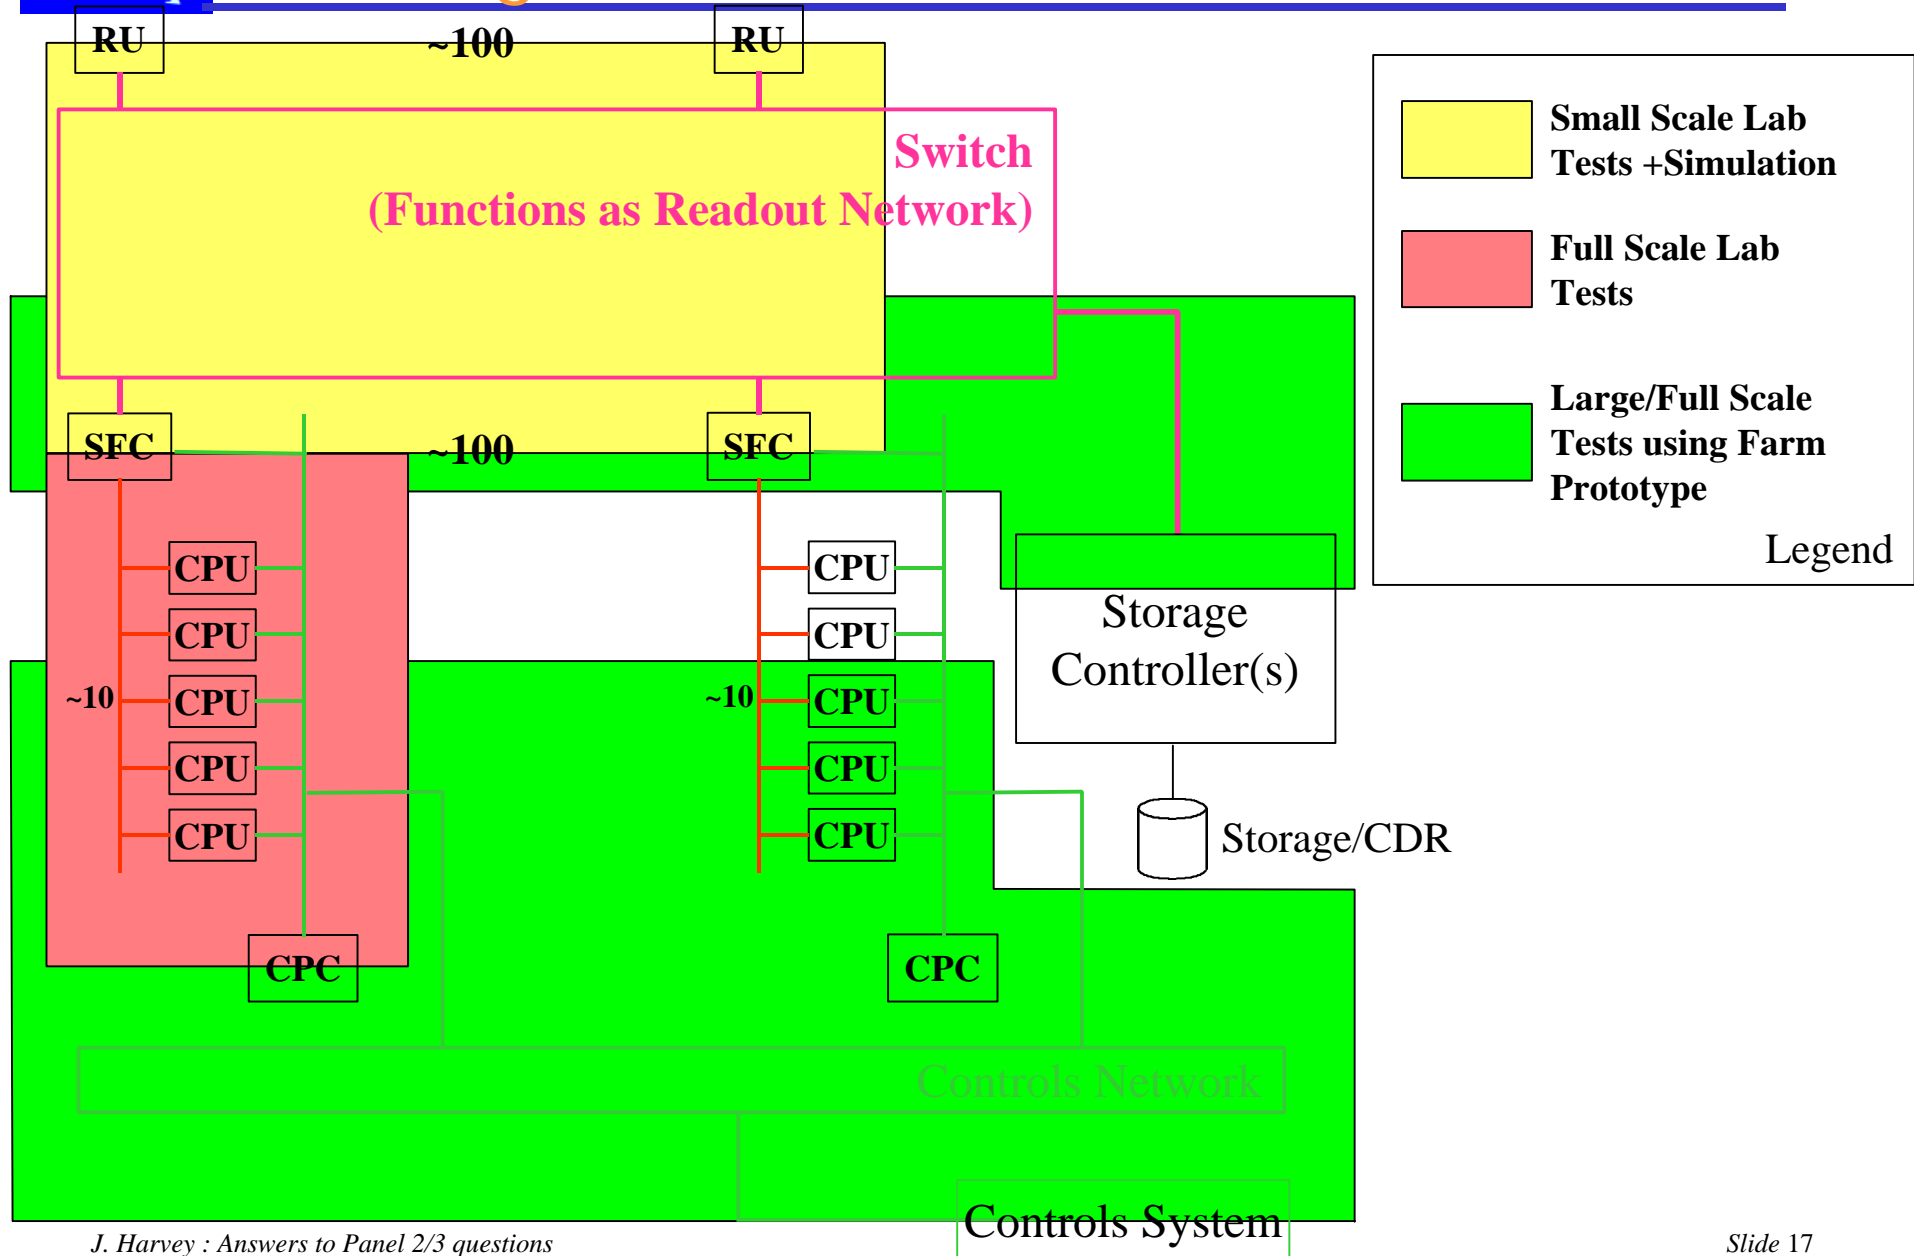 RU
~100
RU
Switch
(Functions as Readout Network)
SFC
~100
SFC
CPU
CPU
CPU
CPU
CPU
~10
CPU
CPU
CPU
CPU
CPU
~10
CPC
CPC
Storage
Controller(s)
Storage/CDR
Controls Network
Controls System
Small Scale Lab
Tests +Simulation
Full Scale Lab
Tests
Large/Full Scale
Tests using Farm
Prototype
Legend
J. Harvey : Answers to Panel 2/3 questions
Slide 17